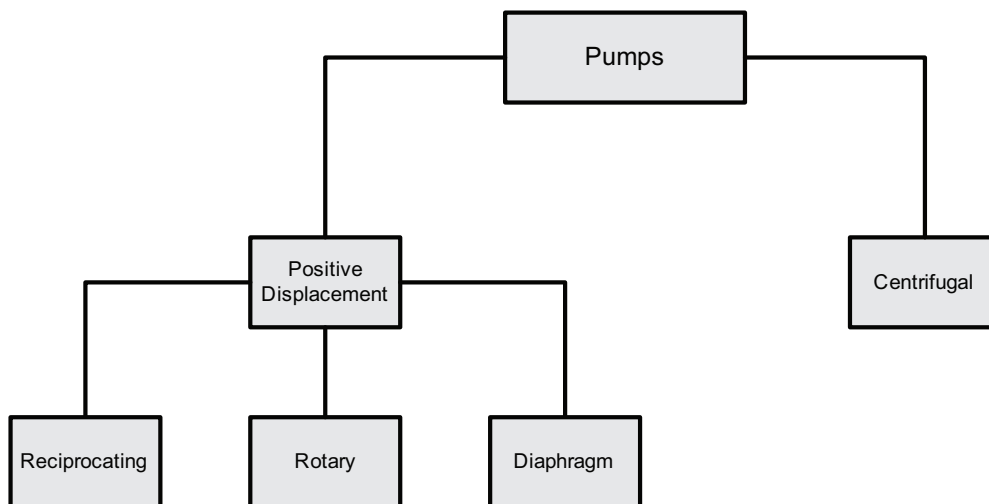 Pumps
Positive
Displacement
Centrifugal
Reciprocating
Rotary
Diaphragm